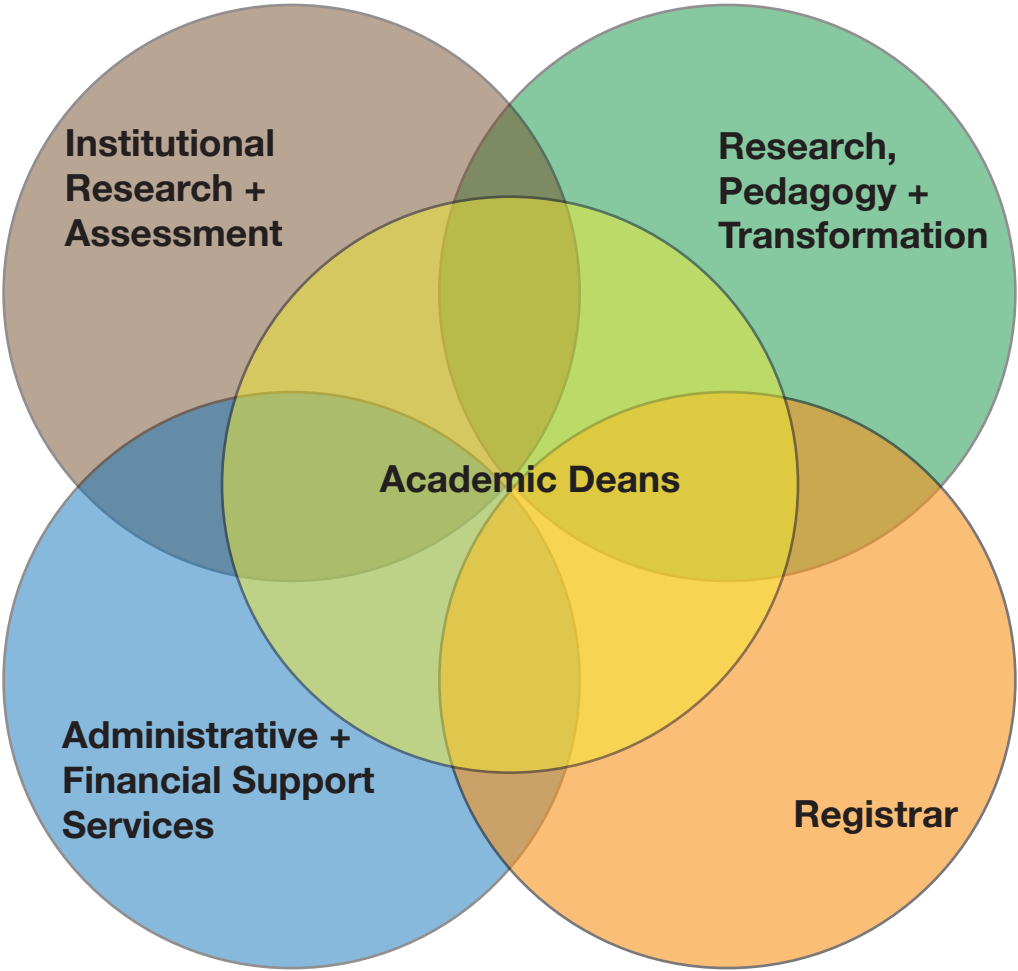 Institutional
Research +
Assessment
Research,
Pedagogy +
Transformation
Academic Deans
Administrative +
Financial Support
Services
Registrar